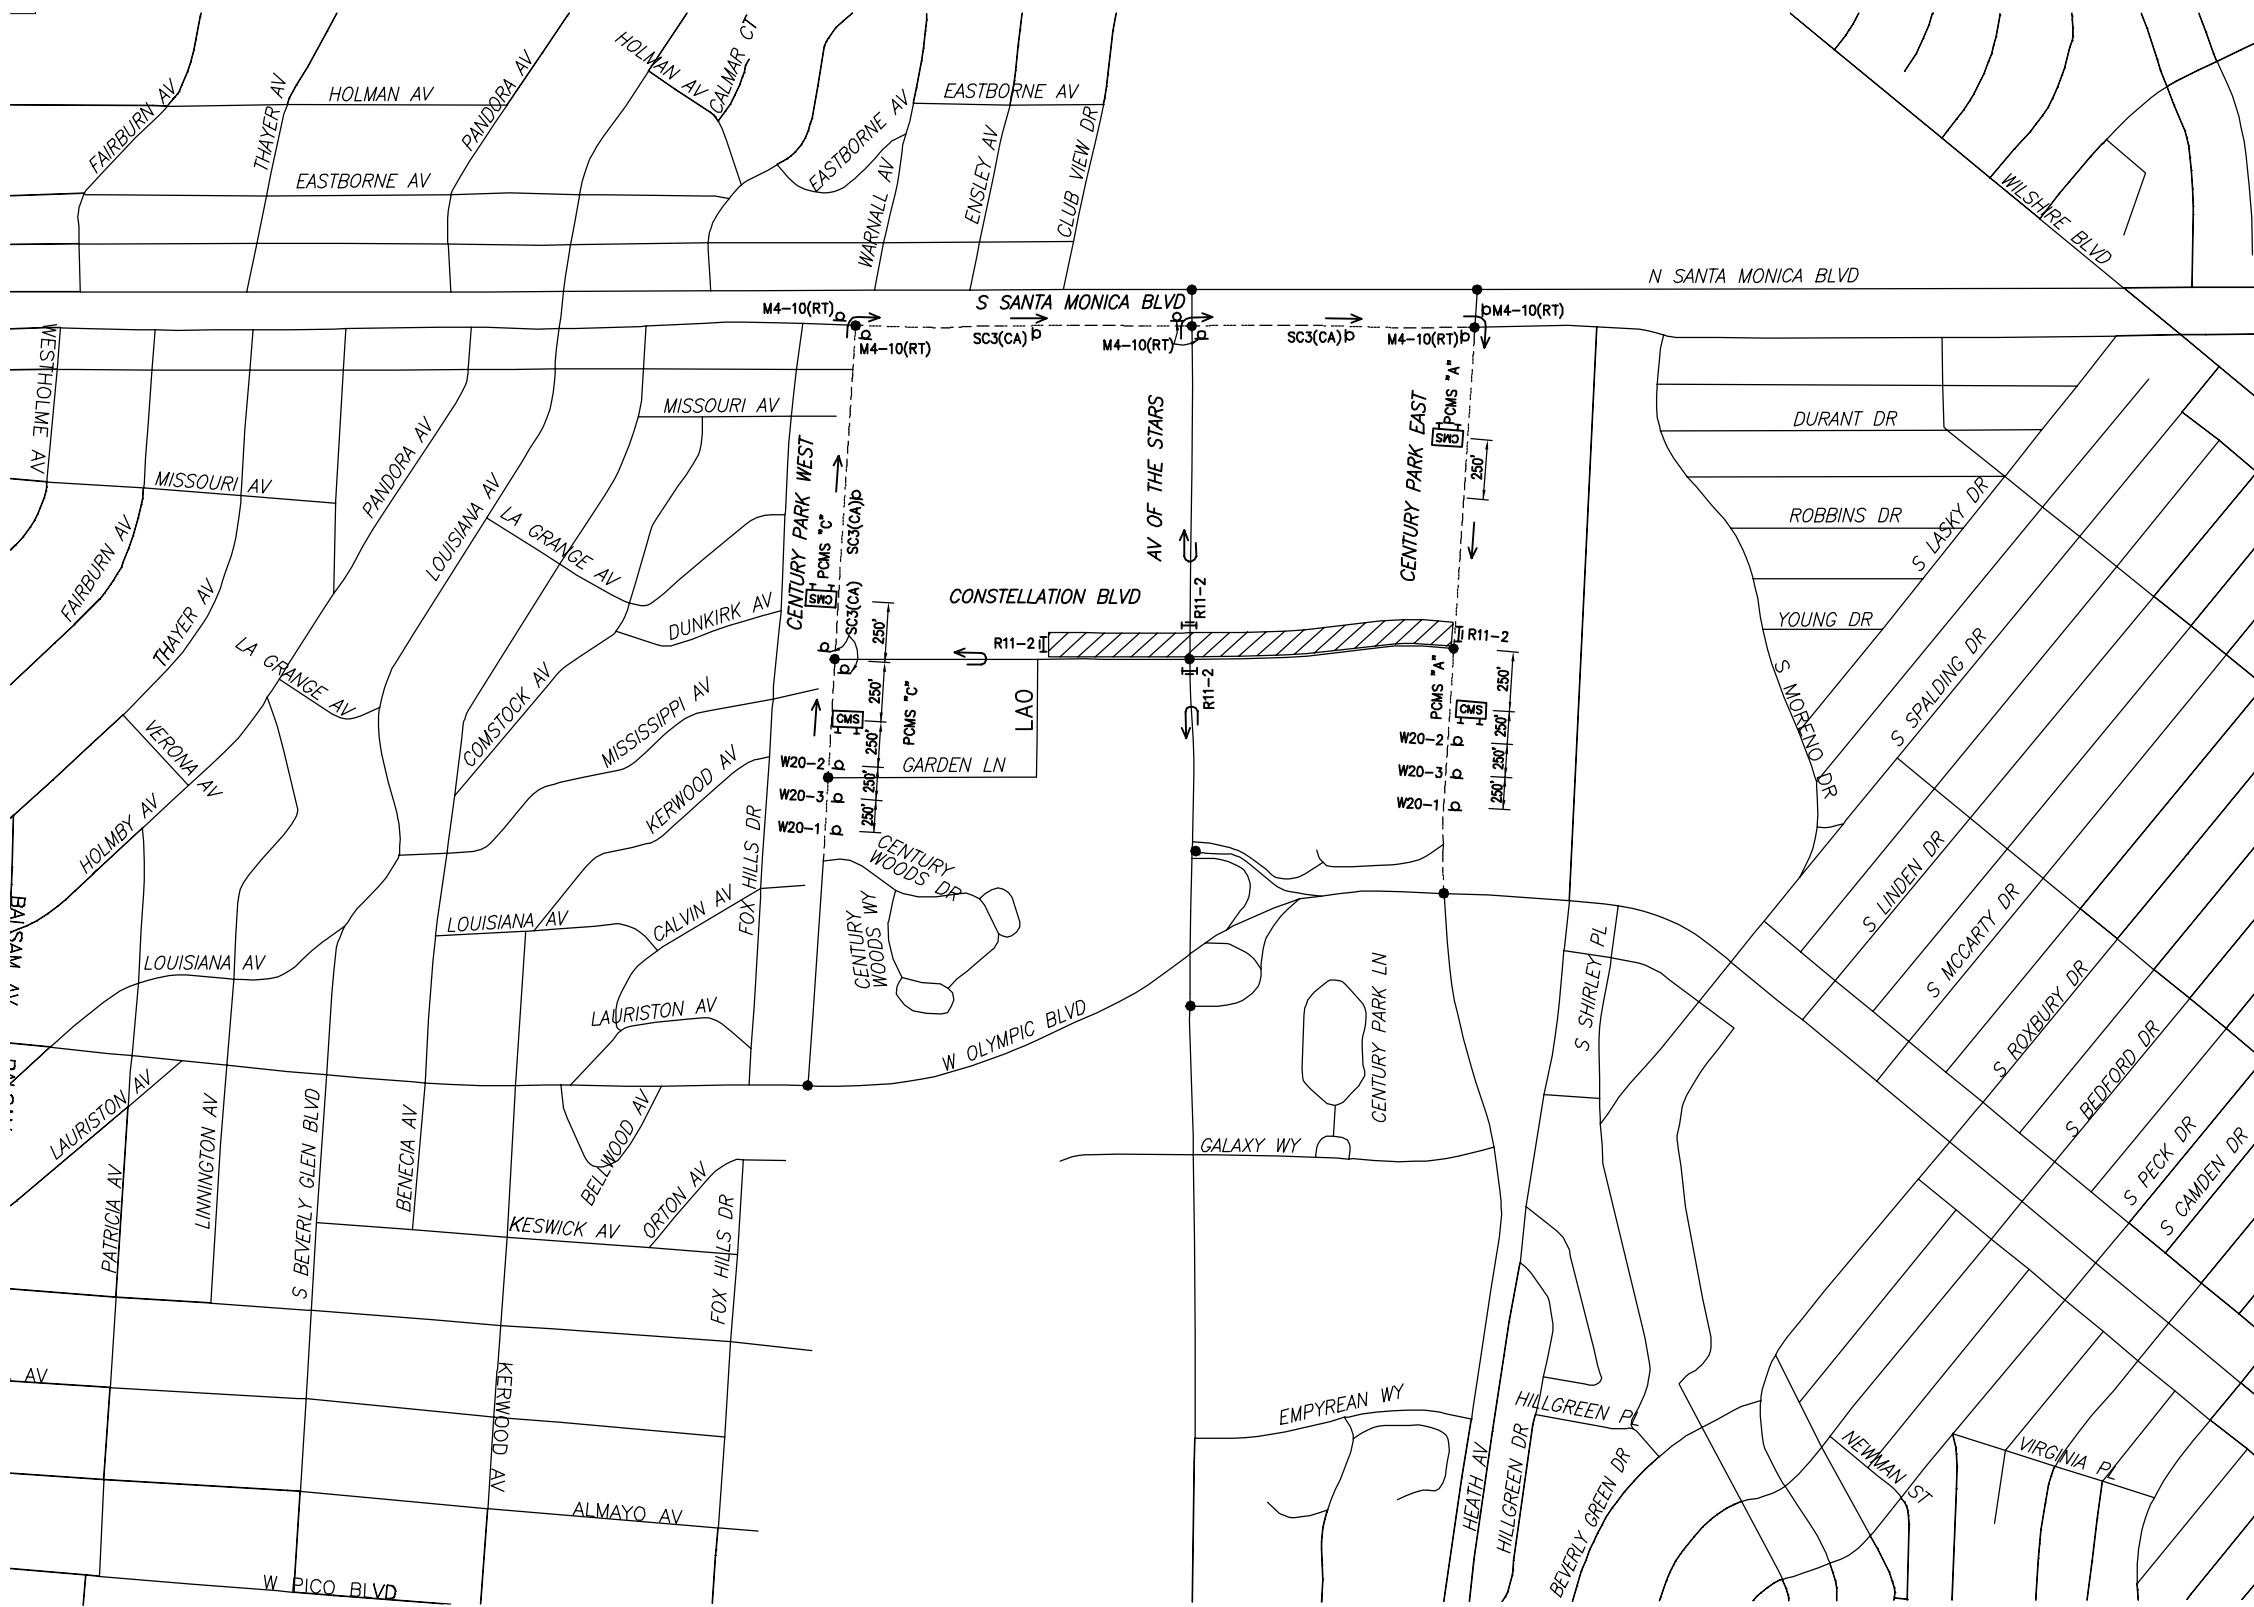 HOLMAN AV
CALMAR CT
FAIRBURN AV
THAYER AV
HOLMAN AV
PANDORA AV
EASTBORNE AV
EASTBORNE AV
EASTBORNE AV
WARNALL AV
ENSLEY AV
CLUB VIEW DR
WILSHIRE BLVD
N SANTA MONICA BLVD
S SANTA MONICA BLVD
M4-10(RT)
M4-10(RT)
SC3(CA)
M4-10(RT)
SC3(CA)
M4-10(RT)
M4-10(RT)
WESTHOLME AV
MISSOURI AV
MISSOURI AV
PANDORA AV
LOUISIANA AV
LA GRANGE AV
FAIRBURN AV
THAYER AV
LA GRANGE AV
DUNKIRK AV
CENTURY PARK WEST
PCMS "C"
SC3(CA)
SC3(CA)
CMS
250'
AV OF THE STARS
CENTURY PARK EAST
PCMS "A"
CMS
250'
DURANT DR
ROBBINS DR
S LASKY DR
YOUNG DR
S MORENO DR
S SPALDING DR
CONSTELLATION BLVD
R11-2
R11-2
R11-2
R11-2
LAO
GARDEN LN
PCMS "C"
CMS
250'
250'
250'
250'
W20-2
W20-3
W20-1
PCMS "A"
CMS
250'
250'
250'
250'
W20-2
W20-3
W20-1
VERONA AV
COMSTOCK AV
MISSISSIPPI AV
KERWOOD AV
HOLMBY AV
FOX HILLS DR
CENTURY
WOODS DR
CENTURY
WOODS WY
CALVIN AV
LOUISIANA AV
LOUISIANA AV
LAURISTON AV
BALSAM AV
W OLYMPIC BLVD
S LINDEN DR
S MCCARTY DR
S ROXBURY DR
S BEDFORD DR
S PECK DR
S CAMDEN DR
S SHIRLEY PL
CENTURY PARK LN
GALAXY WY
LAURISTON AV
PATRICIA AV
LINNINGTON AV
S BEVERLY GLEN BLVD
BENECIA AV
BELLWOOD AV
ORTON AV
KESWICK AV
FOX HILLS DR
AV
KERWOOD AV
ALMAYO AV
W PICO BLVD
EMPYREAN WY
HEATH AV
HILLGREEN DR
HILLGREEN PL
BEVERLY GREEN DR
NEWMAN ST
VIRGINIA PL